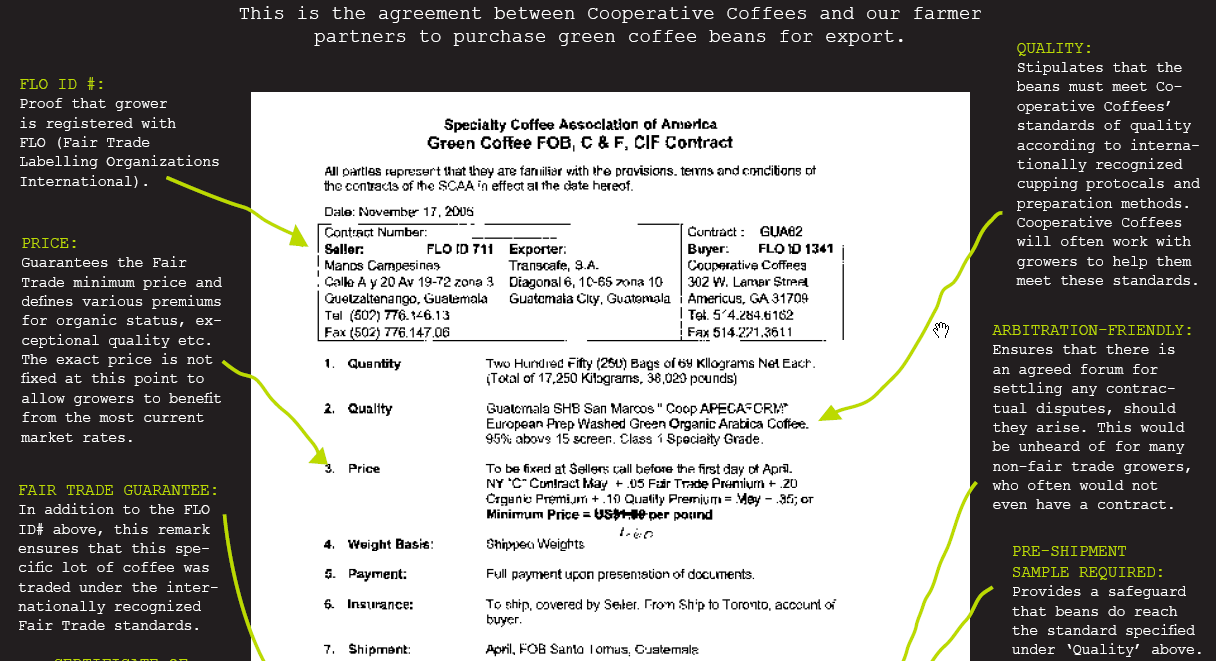 This is the agreement between Cooperative Coffees and our farmer
partners to purchase green coffee beans for export.
FLO ID #:
Proof that grower
is registered with
FLO (Fair Trade
Labelling Organizations
International).
PRICE:
Guarantees the Fair
Trade minimum price and
defines various premiums
for organic status, ex-
ceptional quality etc.
The exact price is not
fixed at this point to
allow growers to benefit
from the most current
market rates.
FAIR TRADE GUARANTEE:
In addition to the FLO
ID# above, this remark
ensures that this spe-
cific lot of coffee was
traded under the inter-
nationally recognized
Fair Trade standards.
Specialty Coffee Association of America
Green Coffee FOB, C & F, CIF Contract
All parties represent that they are familiar with the provisions, terms and conditions of
the contracts of the SCAA in effect at the date hereof.
Date: November 17, 2005
Contract Number:
Contract : GUA62
Seller: FLO ID 711 Exporter:
Buyer: FLO ID 1341
Manos Campesinas Transcafe, S.A.
Cooperative Coffees
Calle A y 20 Av 19-72 zona 3 Diagonal 6, 10-65 zona 10
302 W. Lamar Street
Quetzaltenango, Guatemala Guatemala City, Guatemala
Americus, GA 31709
Tel (502) 776.146.13
Tel. 514.284.6162
Fax (502) 776.147.06
Fax 514.221.3611
1. Quantity Two Hundred Fifty (250) Bags of 69 Kilograms Net Each.
(Total of 17,250 Kilograms, 38,029 pounds)
2. Quality Guatemala SHB San Marcos " Coop APECAFORM"
European Prep Washed Green Organic Arabica Coffee.
95% above 15 screen. Class 1 Specialty Grade.
3. Price To be fixed at Sellers call before the first day of April.
NY "C" Contract May + .05 Fair Trade Premium + .20
Organic Premium + .10 Quality Premium = May + .35; or
Minimum Price = per pound
1.60
4. Weight Basis: Shipped Weights
5. Payment: Full payment upon presentation of documents.
6. Insurance: To ship, covered by Seller. From Ship to Toronto, account of
buyer.
7. Shipment: April, FOB Santo Tomas, Guatemala
QUALITY:
Stipulates that the
beans must meet Co-
operative Coffees'
standards of quality
according to interna-
tionally recognized
cupping protocals and
preparation methods.
Cooperative Coffees
will often work with
growers to help them
meet these standards.
ARBITRATION-FRIENDLY:
Ensures that there is
an agreed forum for
settling any contrac-
tual disputes, should
they arise. This would
be unheard of for many
non-fair trade growers,
who often would not
even have a contract.
PRE-SHIPMENT
SAMPLE REQUIRED:
Provides a safeguard
that beans do reach
the standard specified
under 'Quality' above.